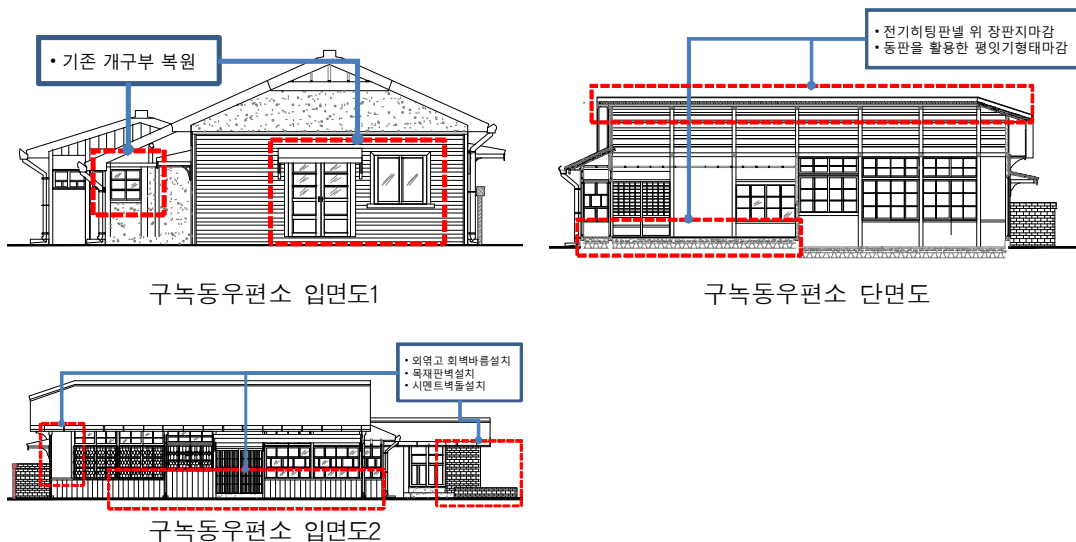 • 기존 개구부 복원
• 전기히팅판넬 위 장판지마감
• 동판을 활용한 평잇기형태마감
구녹동우편소 입면도1
구녹동우편소 단면도
• 외엮고 회벽바름설치
• 목재판벽설치
• 시멘트벽돌설치
구녹동우편소 입면도2